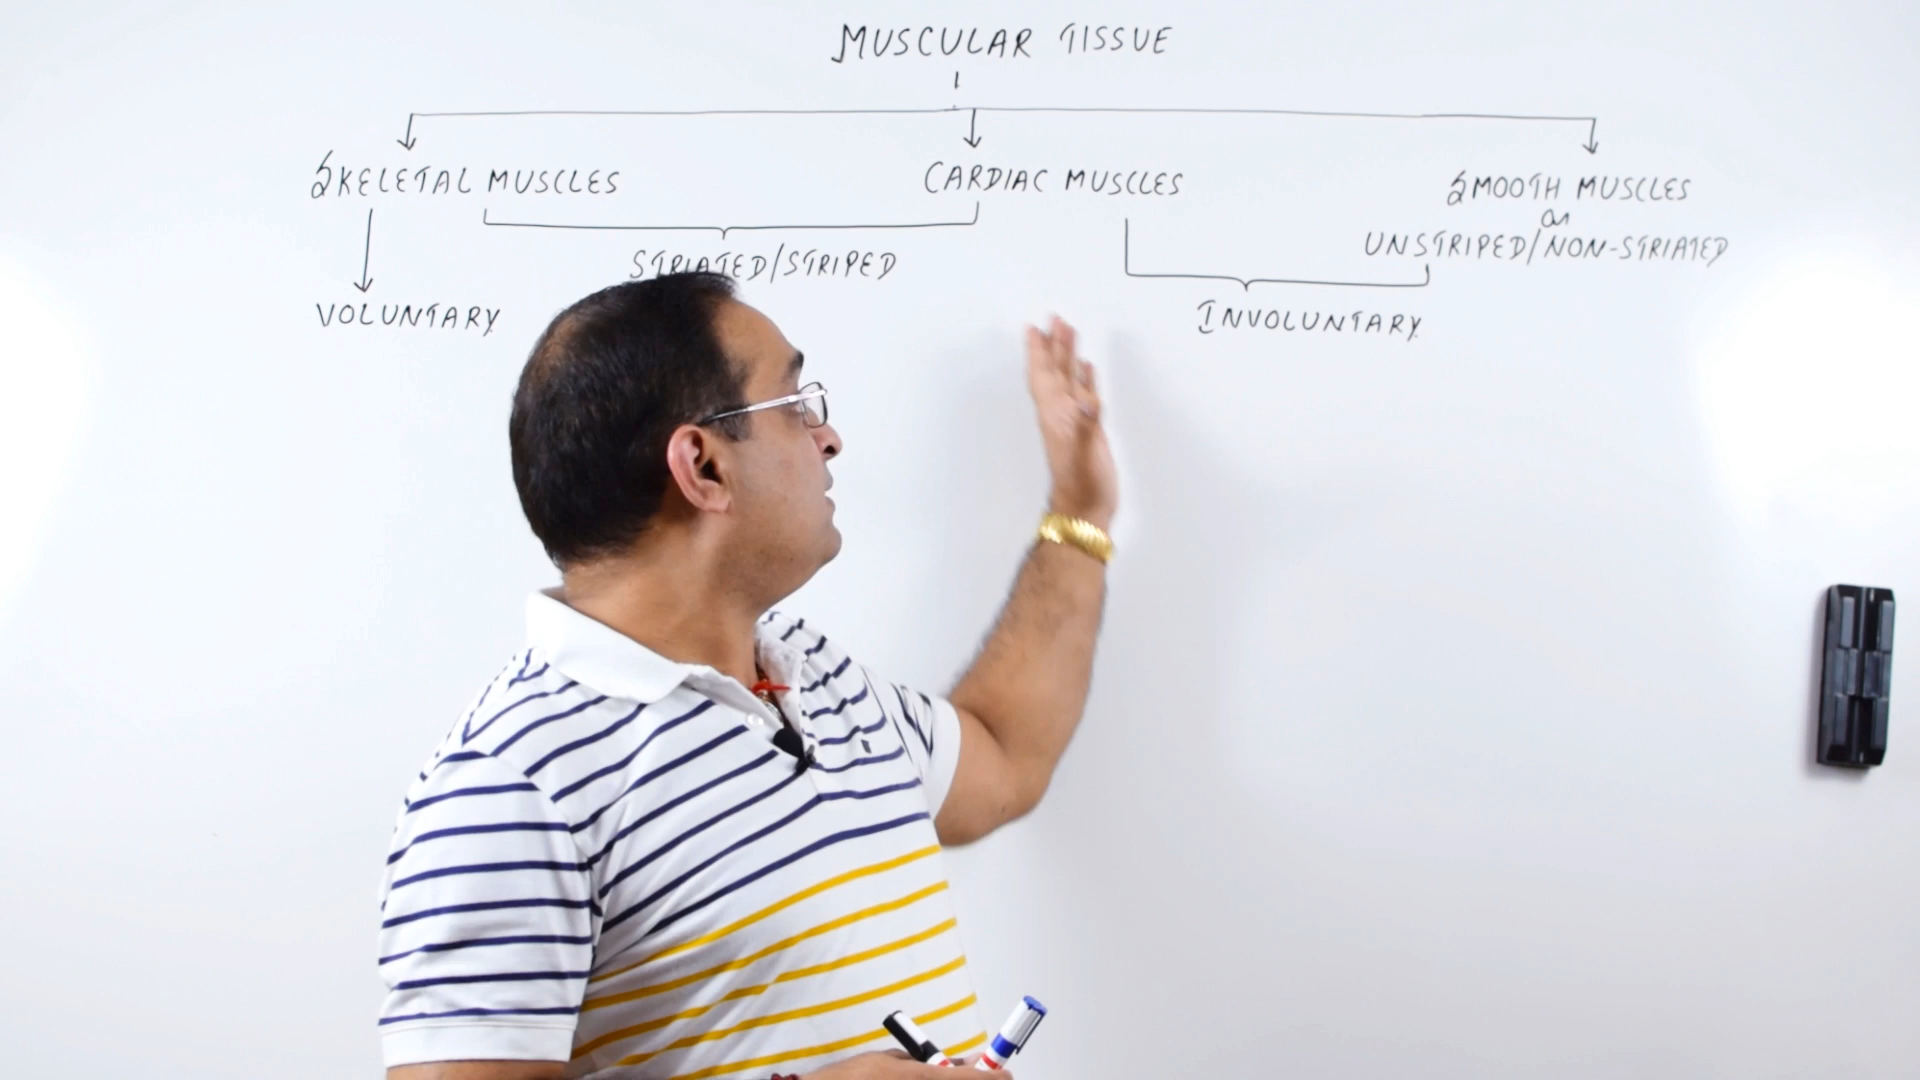 MUSCULAR TISSUE
SKELETAL MUSCLES
CARDIAC MUSCLES
SMOOTH MUSCLES
or
UNSTRIPED/NON-STRIATED
STRIATED/STRIPED
VOLUNTARY
INVOLUNTARY